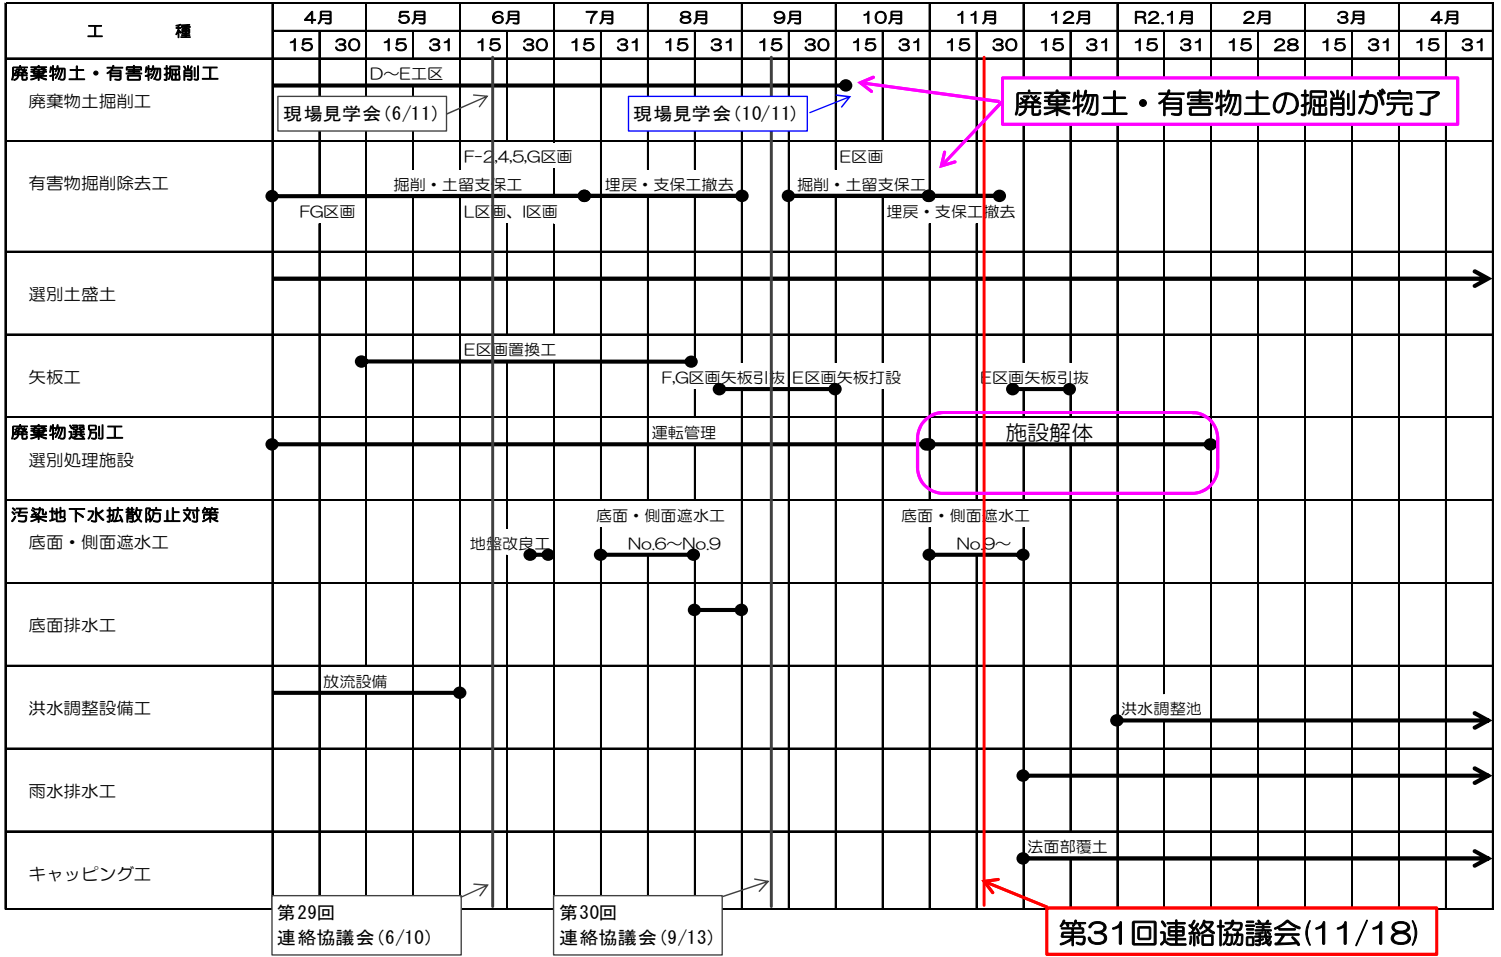 工 種 4月 5月 6月 7月 8月 9月 10月 11月 12月 R2.1月 2月 3月 4月
15 30 15 31 15 30 15 31 15 31 15 30 15 31 15 30 15 31 15 31 15 28 15 31 15 31
廃棄物土・有害物掘削工
廃棄物土掘削工
D～E工区
現場見学会(6/11)
現場見学会(10/11)
廃棄物土・有害物土の掘削が完了
有害物掘削除去工
F-2,4,5,G区画
E区画
掘削・土留支保工
埋戻・支保工撤去
掘削・土留支保工
FG区画
L区画、I区画
埋戻・支保工撤去
選別土盛土
矢板工
E区画置換工
F,G区画矢板引抜
E区画矢板打設
E区画矢板引抜
廃棄物選別工
選別処理施設
運転管理
施設解体
汚染地下水拡散防止対策
底面・側面遮水工
地盤改良工
底面・側面遮水工
No.6～No.9
底面・側面遮水工
No.9～
底面排水工
洪水調整設備工
放流設備
洪水調整池
雨水排水工
キャッピング工
法面部覆土
第29回
連絡協議会(6/10)
第30回
連絡協議会(9/13)
第31回連絡協議会(11/18)